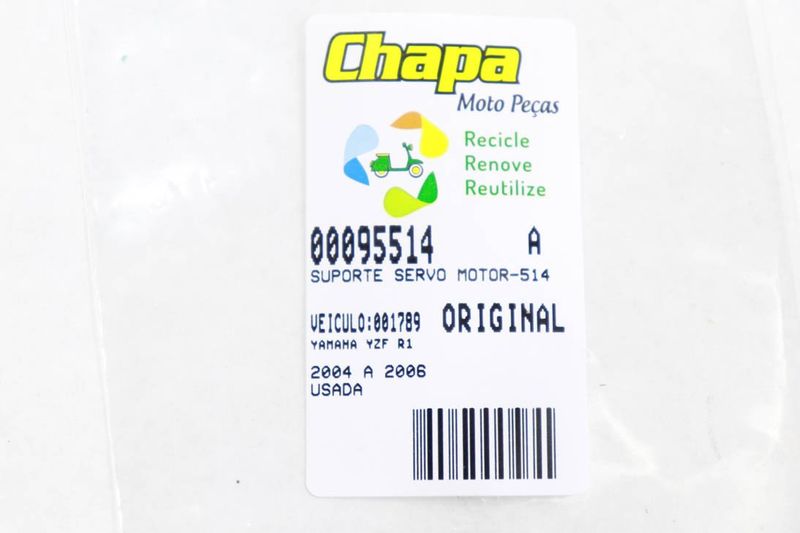 Chapa
Moto Peças
Recicle
Renove
Reutilize
00095514 A
SUPORTE SERVO MOTOR-514
VEICULO:001789 ORIGINAL
YAMAHA YZF R1
2004 A 2006
USADA